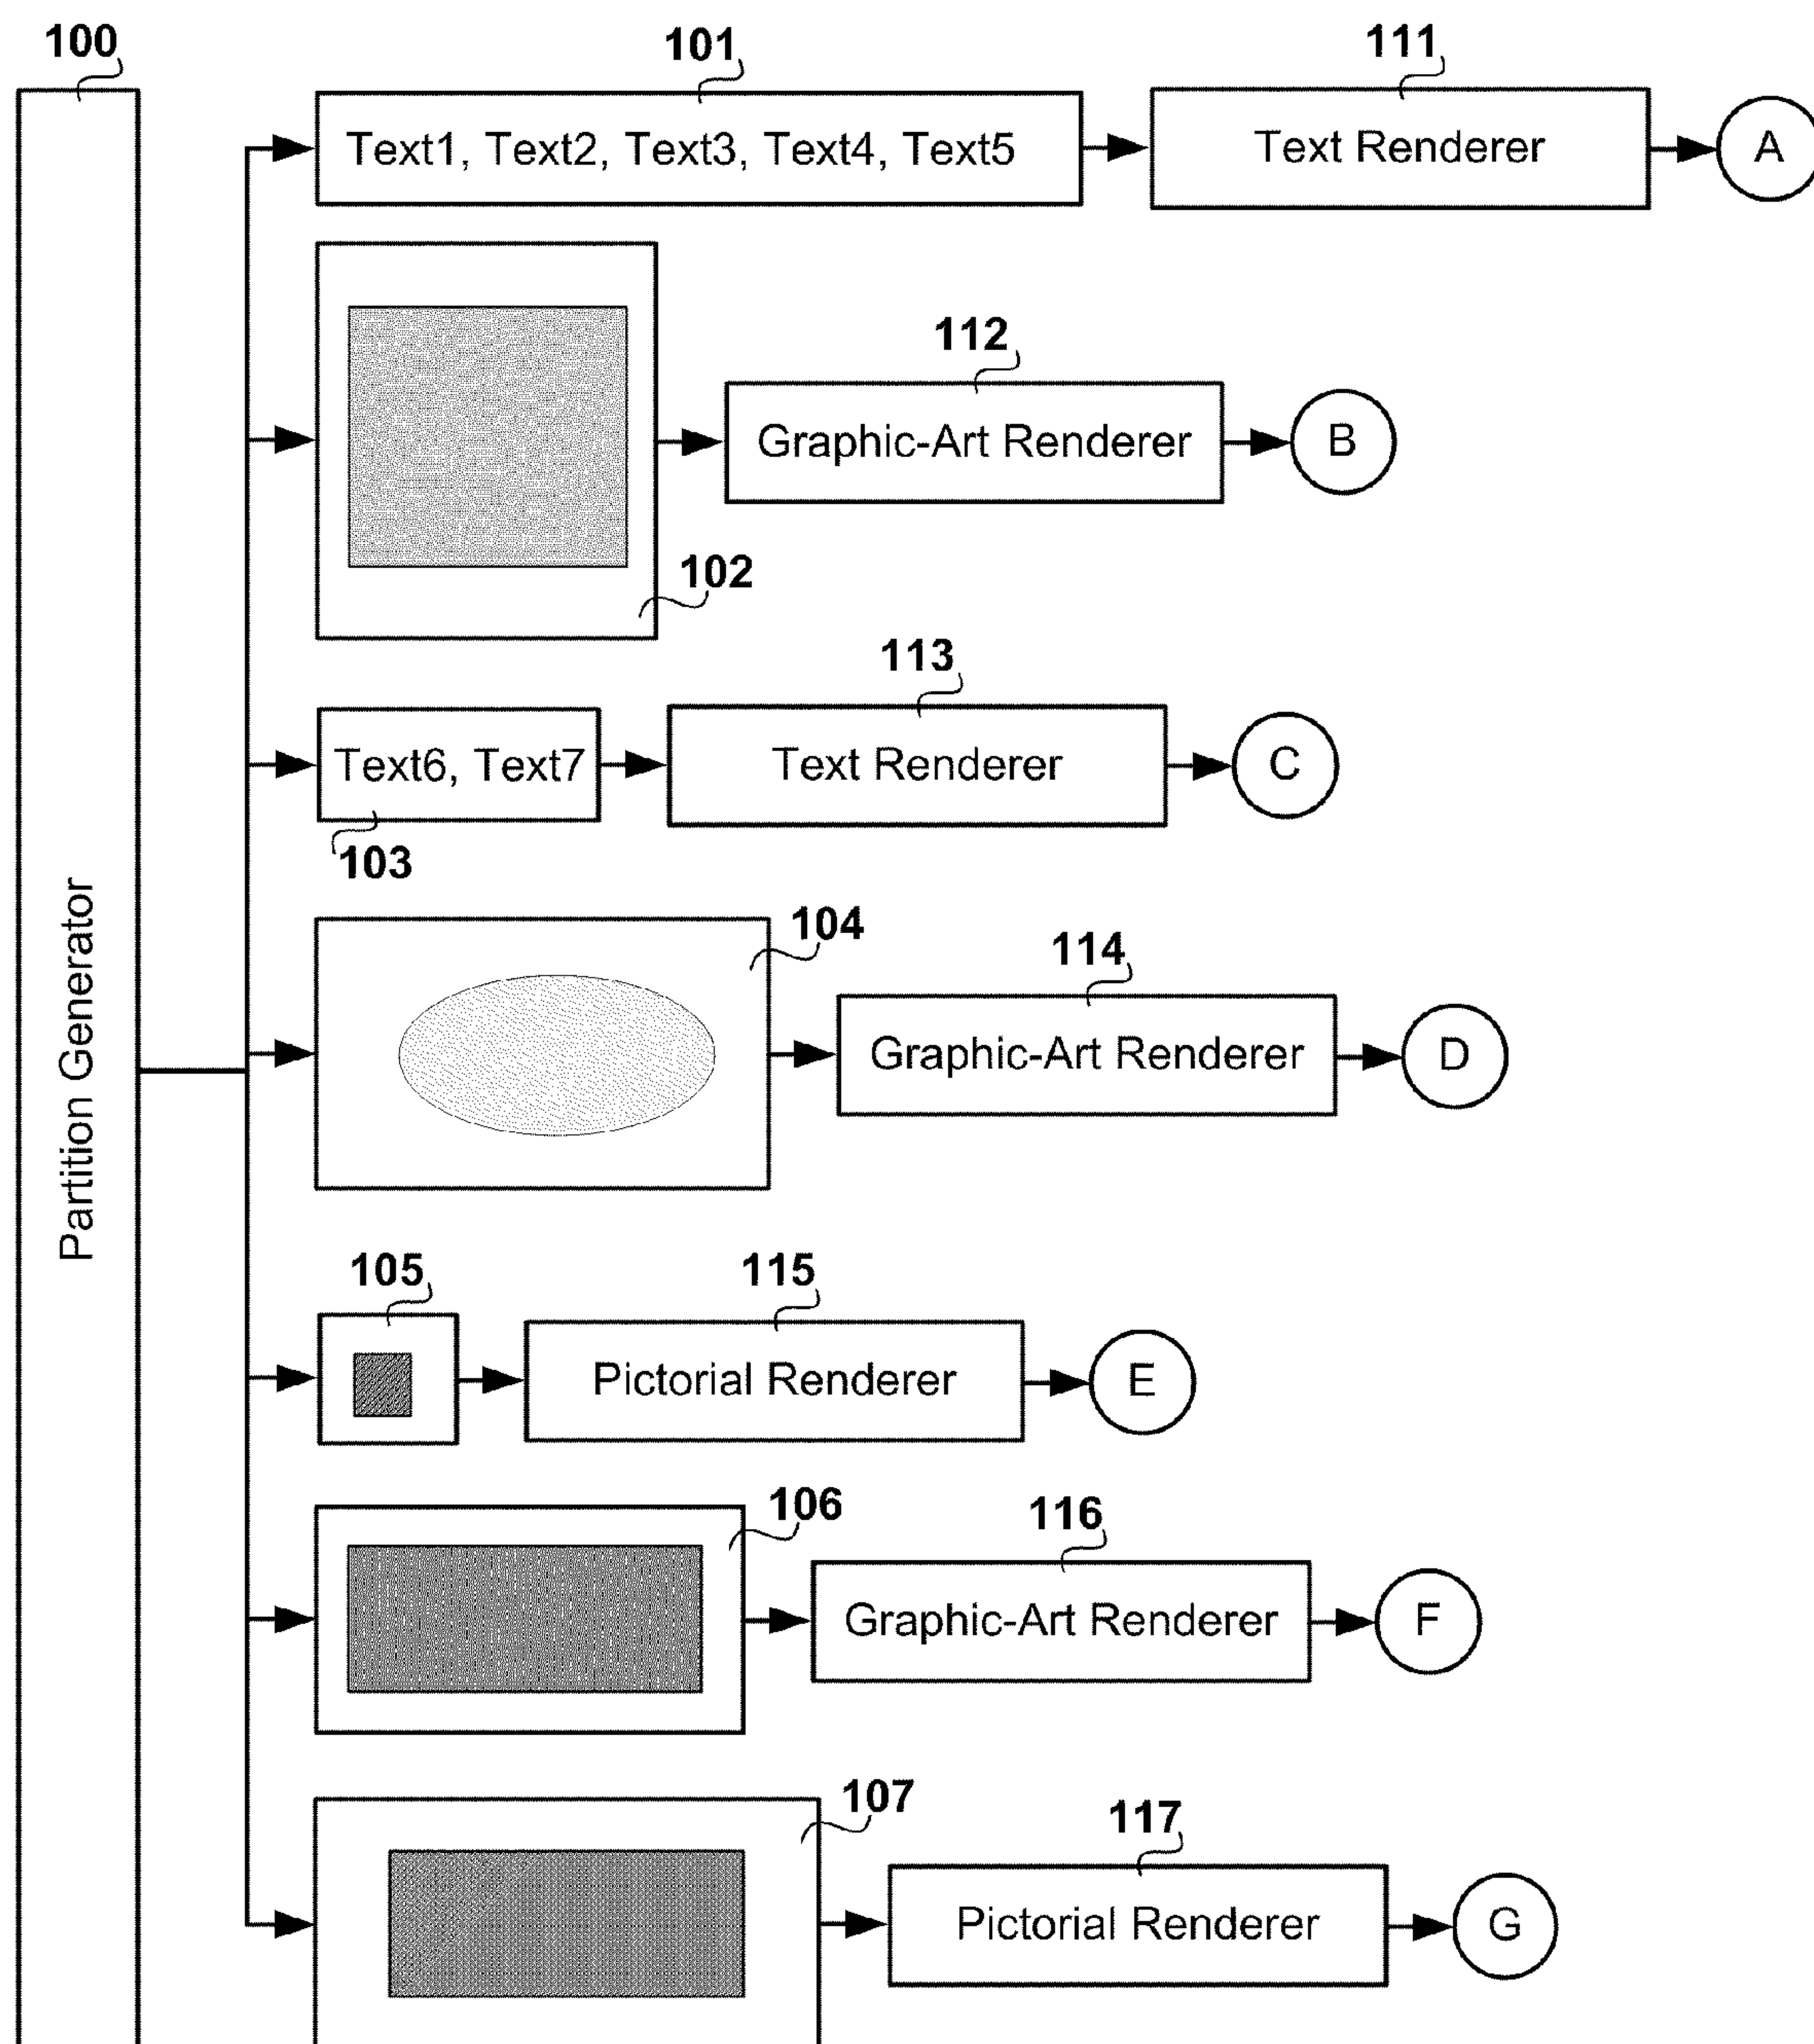 100
101
111
Text1, Text2, Text3, Text4, Text5
Text Renderer
A
112
Graphic-Art Renderer
B
102
113
Text6, Text7
Text Renderer
C
103
Partition Generator
104
114
Graphic-Art Renderer
D
105
115
Pictorial Renderer
E
106
116
Graphic-Art Renderer
F
107
117
Pictorial Renderer
G